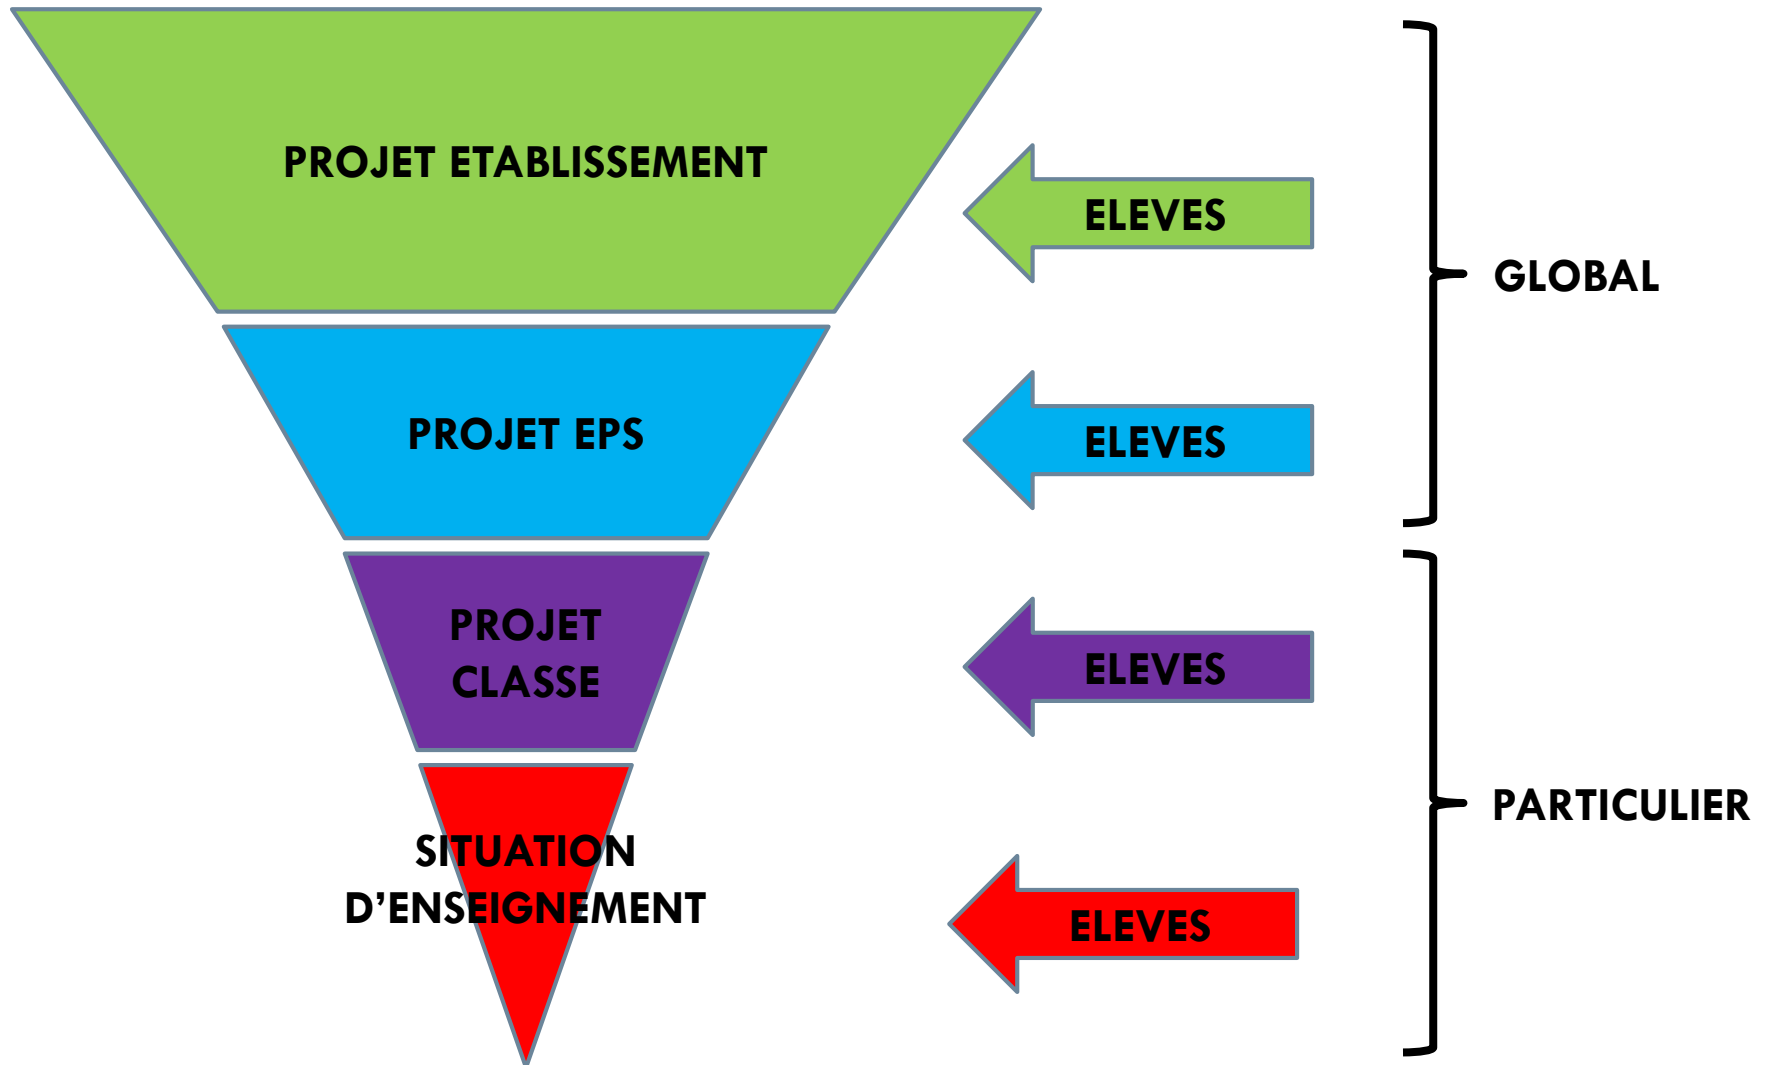 PROJET ETABLISSEMENT
ELEVES
GLOBAL
PROJET EPS
ELEVES
PROJET
CLASSE
ELEVES
PARTICULIER
SITUATION
D’ENSEIGNEMENT
ELEVES